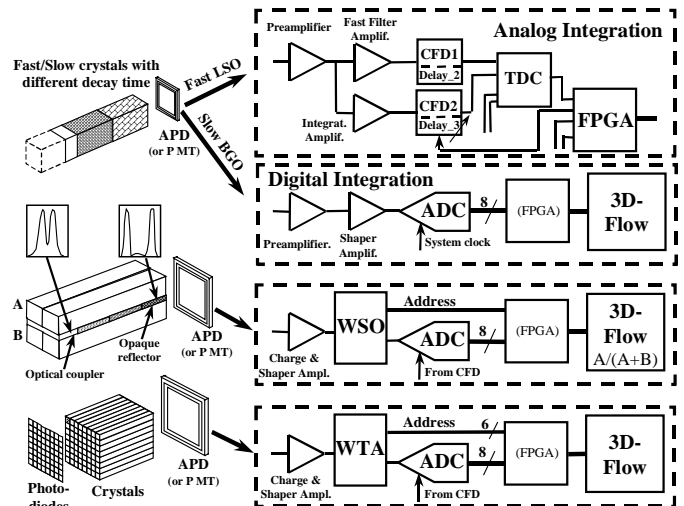 Fast/Slow crystals with
different decay time
Fast LSO
Slow BGO
APD
(or P MT)
Analog Integration
Preamplifier
Fast Filter
Amplif.
CFD1
Delay_2
TDC
Integrat.
Amplif.
CFD2
Delay_3
FPGA
Digital Integration
Preamplifier.
Shaper
Amplif.
ADC
System clock
8
(FPGA)
3D-
Flow
A
B
Optical coupler
Opaque
reflector
APD
(or P MT)
Charge &
Shaper Ampl.
WSO
Address
ADC
From CFD
8
(FPGA)
3D-
Flow
A/(A+B)
Photo-
diodes
Crystals
APD
(or P MT)
Charge &
Shaper Ampl.
WTA
Address
6
ADC
From CFD
8
(FPGA)
3D-
Flow